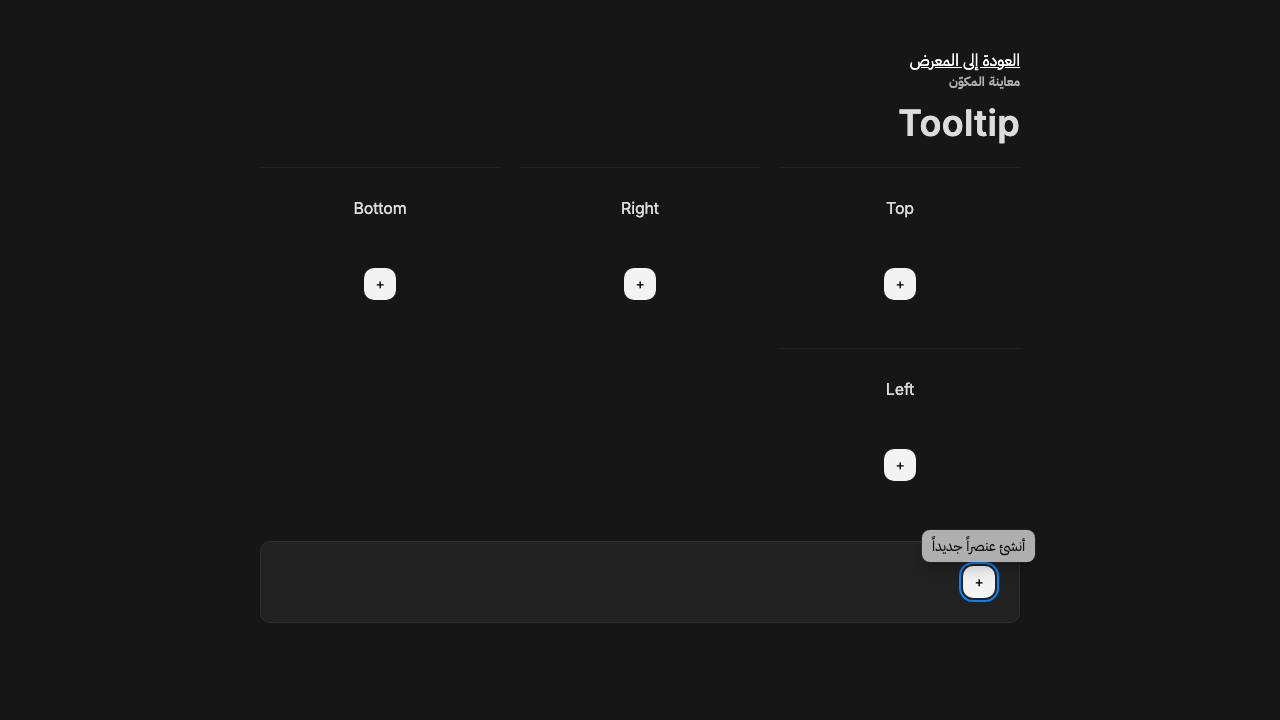 العودة إلى المعرض
معاينة المكوّن
Tooltip
Top
Right
Bottom
+
+
+
Left
+
أنشئ عنصراً جديداً
+